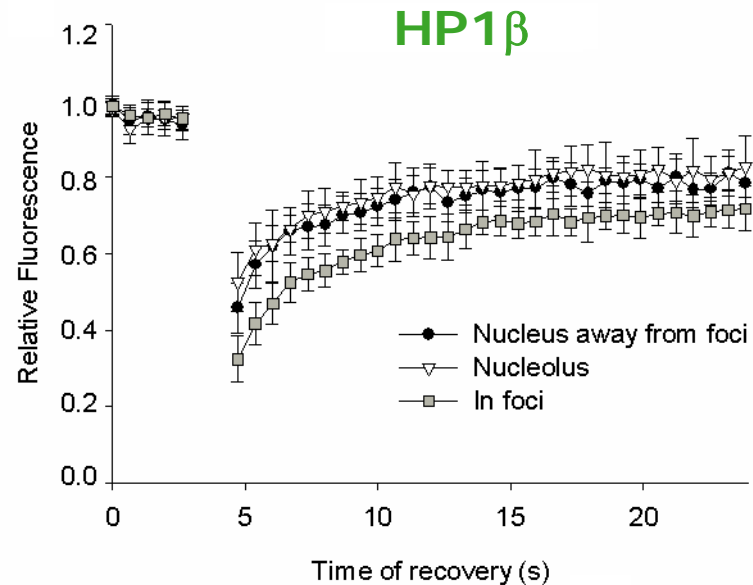 HP1β
1.2
1.0
0.8
0.6
0.4
0.2
0.0
Relative Fluorescence
Nucleus away from foci
Nucleolus
In foci
0
5
10
15
20
Time of recovery (s)